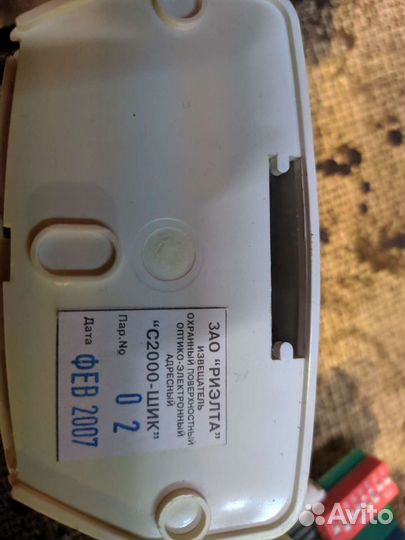 ЗАО "РИЭЛТА"
ИЗВЕЩАТЕЛЬ
ОХРАННЫЙ ПОВЕРХНОСТНЫЙ
ОПТИКО-ЭЛЕКТРОННЫЙ
АДРЕСНЫЙ
"С2000-ШИК"
Пар.No 0 2
Дата ФЕВ 2007
Avito